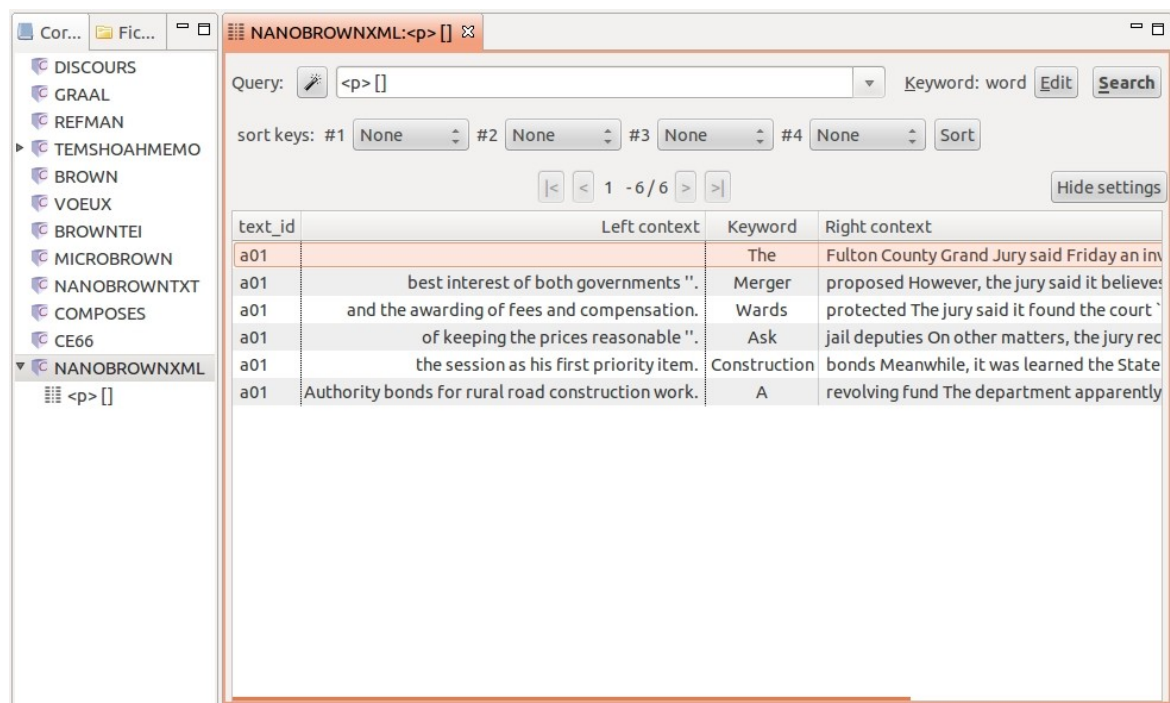 Cor... Fic...
DISCOURS
GRAAL
REFMAN
TEMSHOAHMEMO
BROWN
VOEUX
BROWNTEI
MICROBROWN
NANOBROWNTXT
COMPOSES
CE66
NANOBROWNXML
<p> []
NANOBROWNXML:<p> []
Query: <p> [] Keyword: word Edit Search
sort keys: #1 None #2 None #3 None #4 None Sort
|< < 1 - 6 / 6 > >| Hide settings
text_id Left context Keyword Right context
a01 The Fulton County Grand Jury said Friday an inv
a01 best interest of both governments ''. Merger proposed However, the jury said it believes
a01 and the awarding of fees and compensation. Wards protected The jury said it found the court `
a01 of keeping the prices reasonable ''. Ask jail deputies On other matters, the jury rec
a01 the session as his first priority item. Construction bonds Meanwhile, it was learned the State
a01 Authority bonds for rural road construction work. A revolving fund The department apparently